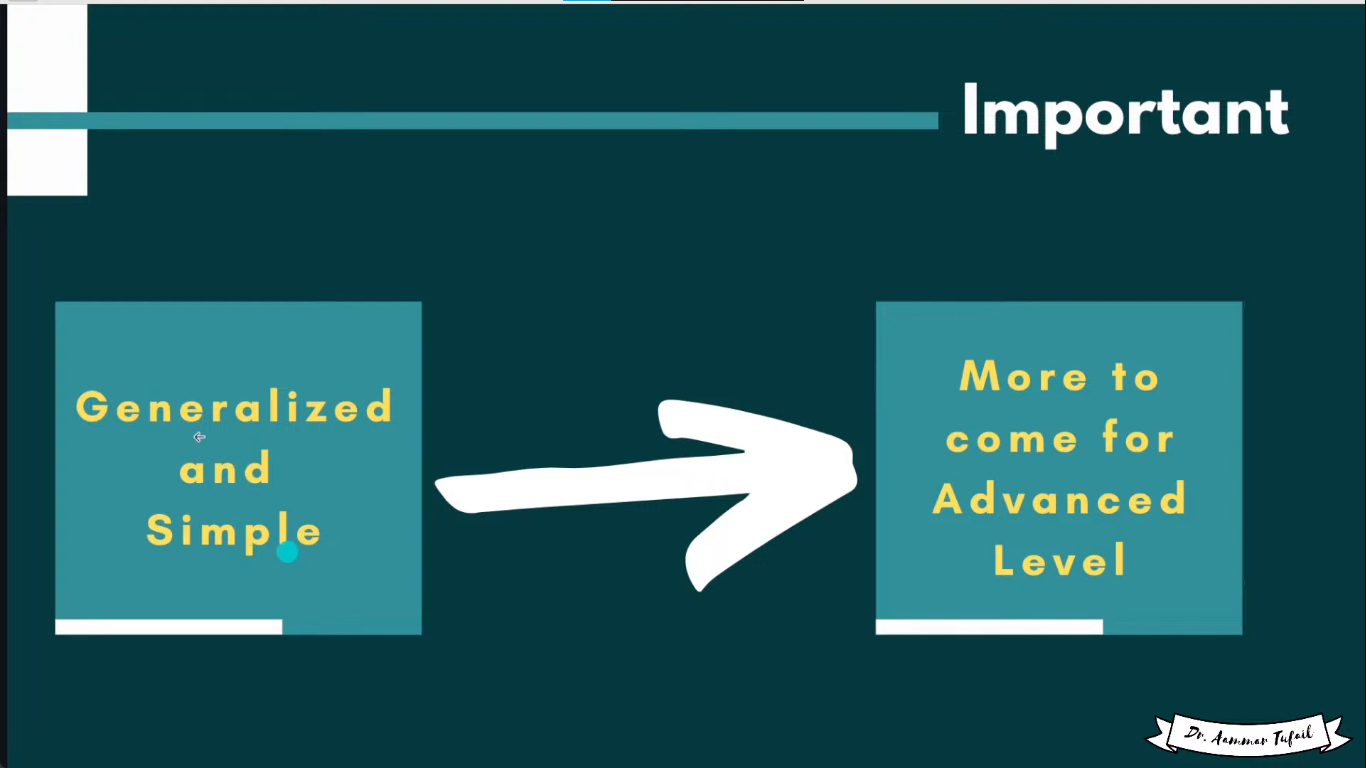 Important
Generalized
and
Simple
More to
come for
Advanced
Level
Dr. Aammar Tufail